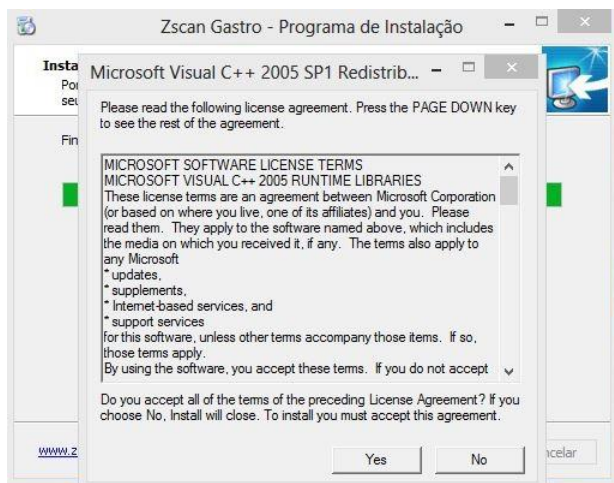 Zscan Gastro - Programa de Instalação
Insta
Por
seu
Fin
Microsoft Visual C++ 2005 SP1 Redistrib...
Please read the following license agreement. Press the PAGE DOWN key
to see the rest of the agreement.
MICROSOFT SOFTWARE LICENSE TERMS
MICROSOFT VISUAL C++ 2005 RUNTIME LIBRARIES
These license terms are an agreement between Microsoft Corporation
(or based on where you live, one of its affiliates) and you. Please
read them. They apply to the software named above, which includes
the media on which you received it, if any. The terms also apply to
any Microsoft
* updates,
* supplements,
* Internet-based services, and
* support services
for this software, unless other terms accompany those items. If so,
those terms apply.
By using the software, you accept these terms. If you do not accept
Do you accept all of the terms of the preceding License Agreement? If you
choose No, Install will close. To install you must accept this agreement.
Yes No
www.z
ncelar